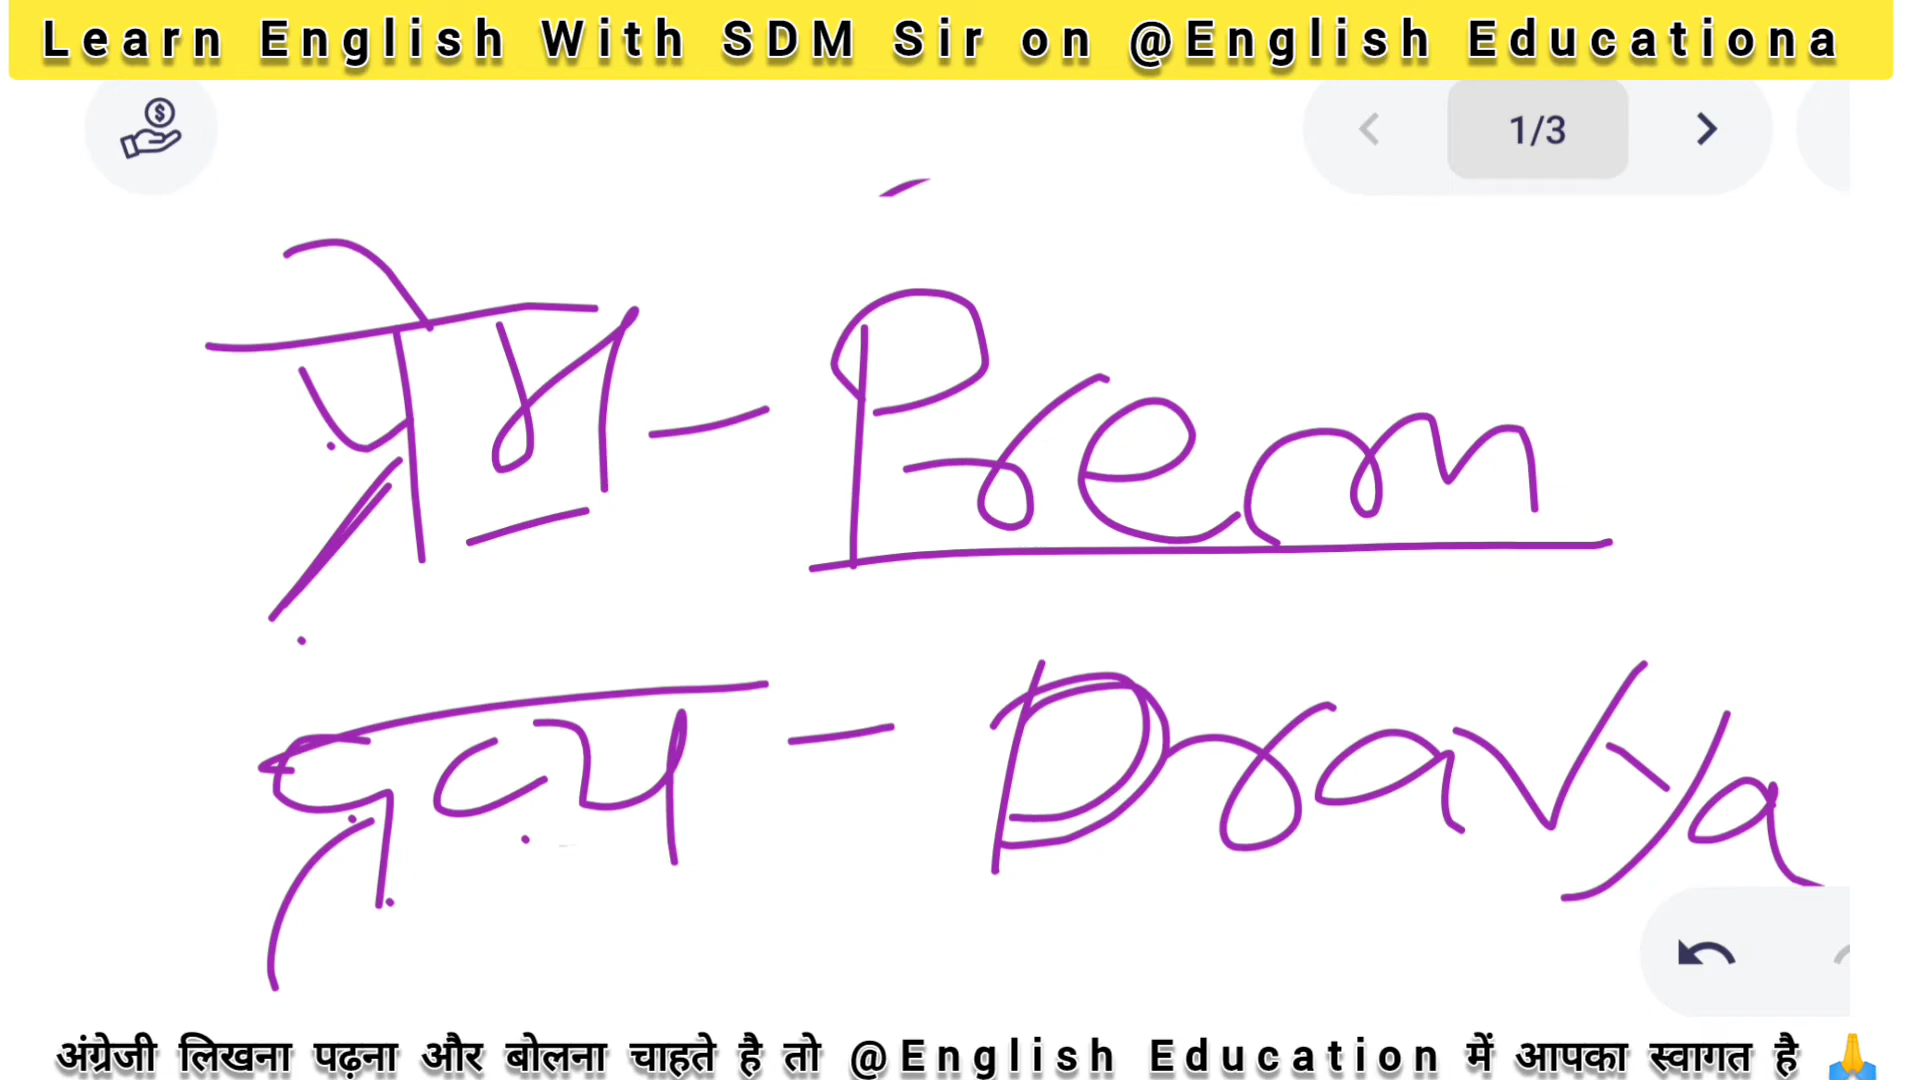 Learn English With SDM Sir on @English Educationa
1/3
प्रेम - Prem
द्रव्य - Dravya
अंग्रेजी लिखना पढ़ना और बोलना चाहते है तो @English Education में आपका स्वागत है 🙏